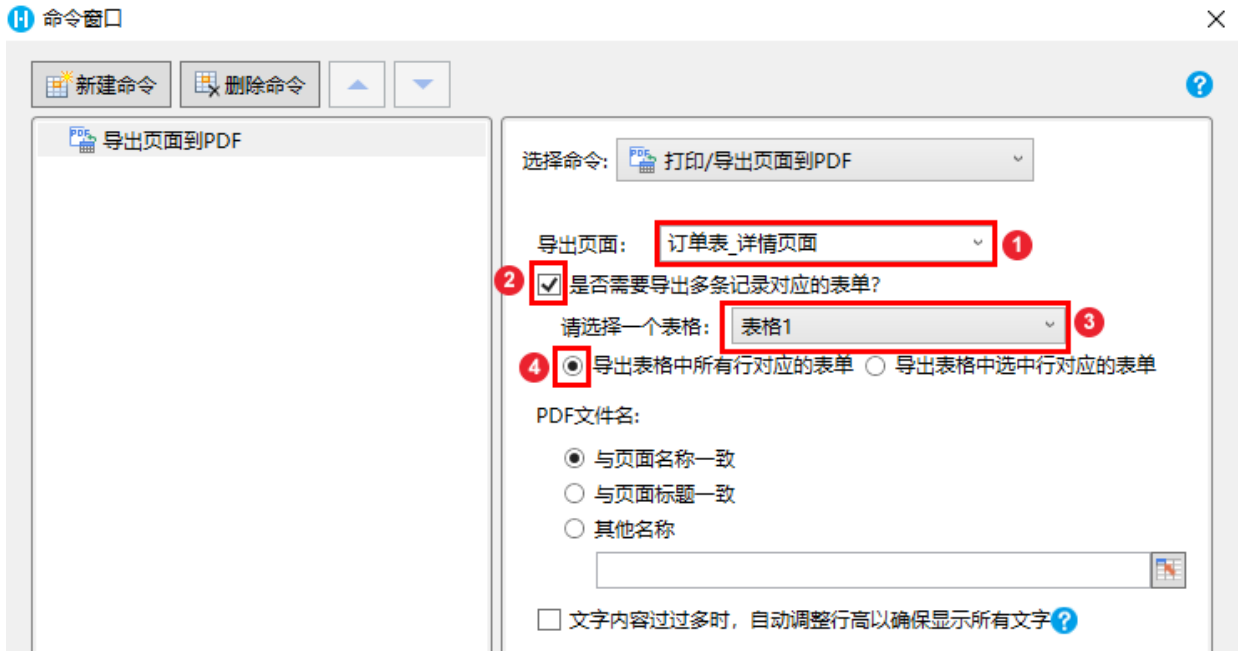 命令窗口
新建命令 删除命令
导出页面到PDF
选择命令: 打印/导出页面到PDF
导出页面: 订单表_详情页面 1
2 是否需要导出多条记录对应的表单?
请选择一个表格: 表格1 3
4 导出表格中所有行对应的表单 导出表格中选中行对应的表单
PDF文件名:
与页面名称一致
与页面标题一致
其他名称
文字内容过过多时，自动调整行高以确保显示所有文字